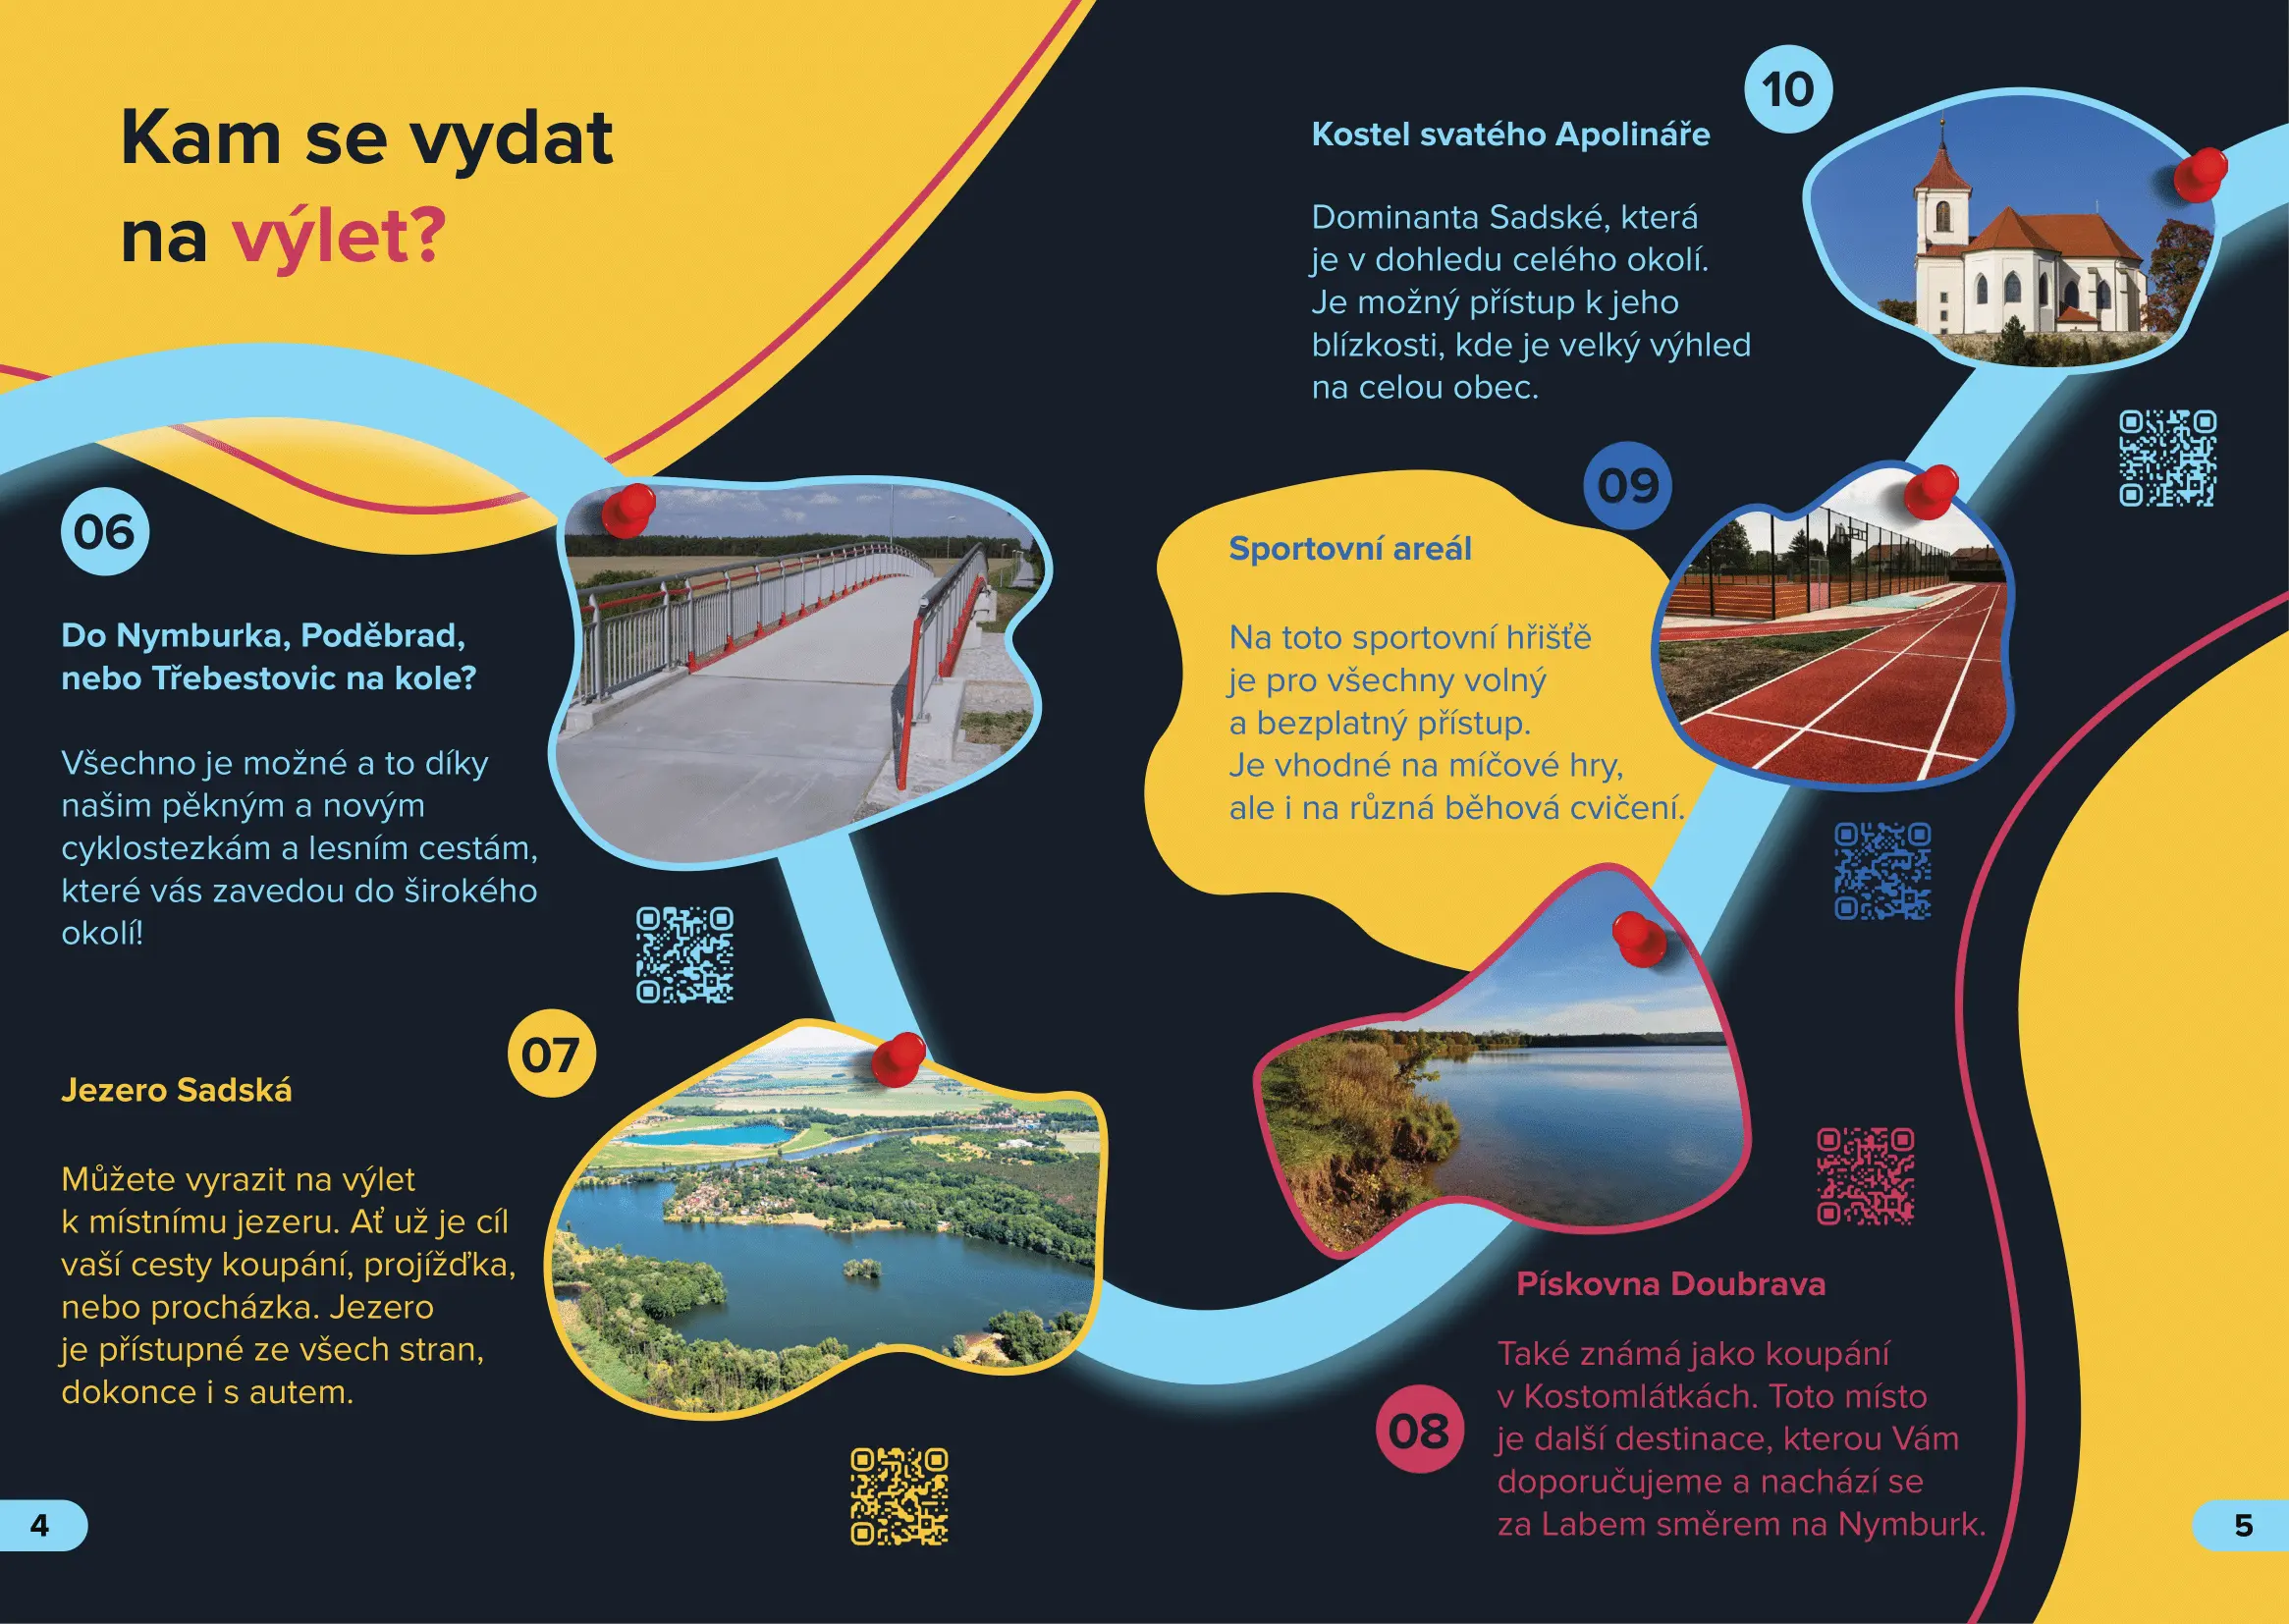 Kam se vydat
na výlet?
06
Do Nymburka, Poděbrad,
nebo Třebestovic na kole?
Všechno je možné a to díky
našim pěkným a novým
cyklostezkám a lesním cestám,
které vás zavedou do širokého
okolí!
07
Jezero Sadská
Můžete vyrazit na výlet
k místnímu jezeru. Ať už je cíl
vaší cesty koupání, projížďka,
nebo procházka. Jezero
je přístupné ze všech stran,
dokonce i s autem.
4
10
Kostel svatého Apolináře
Dominanta Sadské, která
je v dohledu celého okolí.
Je možný přístup k jeho
blízkosti, kde je velký výhled
na celou obec.
09
Sportovní areál
Na toto sportovní hřišťě
je pro všechny volný
a bezplatný přístup.
Je vhodné na míčové hry,
ale i na různá běhová cvičení.
Pískovna Doubrava
08
Také známá jako koupání
v Kostomlátkách. Toto místo
je další destinace, kterou Vám
doporučujeme a nachází se
za Labem směrem na Nymburk.
5